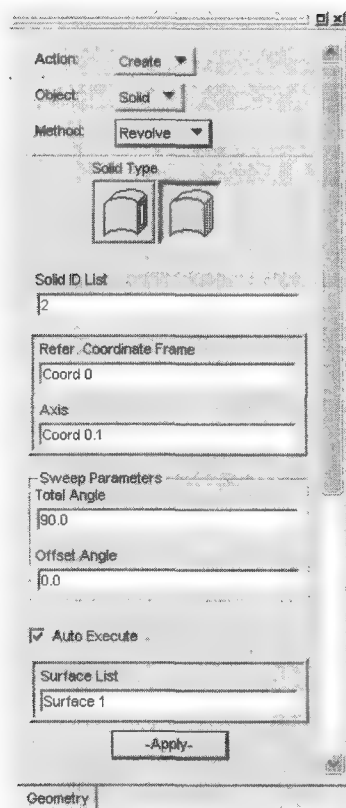 Action: Create
Object: Solid
Method: Revolve
Solid Type
Solid ID List
2
Refer. Coordinate Frame
Coord 0
Axis
Coord 0.1
Sweep Parameters
Total Angle
90.0
Offset Angle
0.0
Auto Execute
Surface List
Surface 1
-Apply-
Geometry